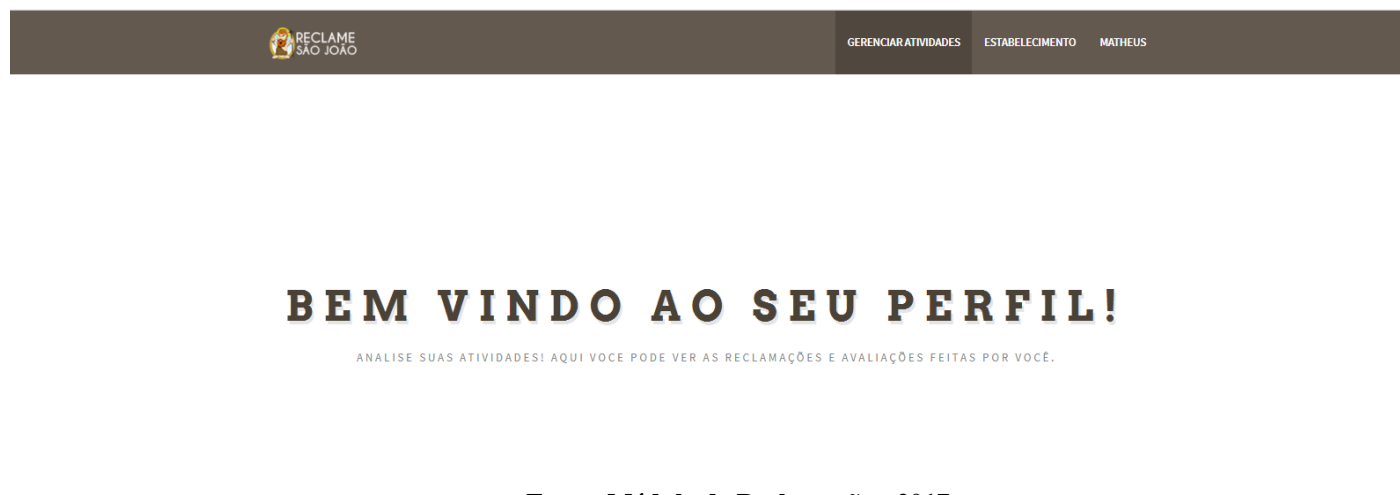 RECLAME
SÃO JOÃO
GERENCIAR ATIVIDADES ESTABELECIMENTO MATHEUS
BEM VINDO AO SEU PERFIL!
ANALISE SUAS ATIVIDADES! AQUI VOCE PODE VER AS RECLAMAÇÕES E AVALIAÇÕES FEITAS POR VOCÊ.